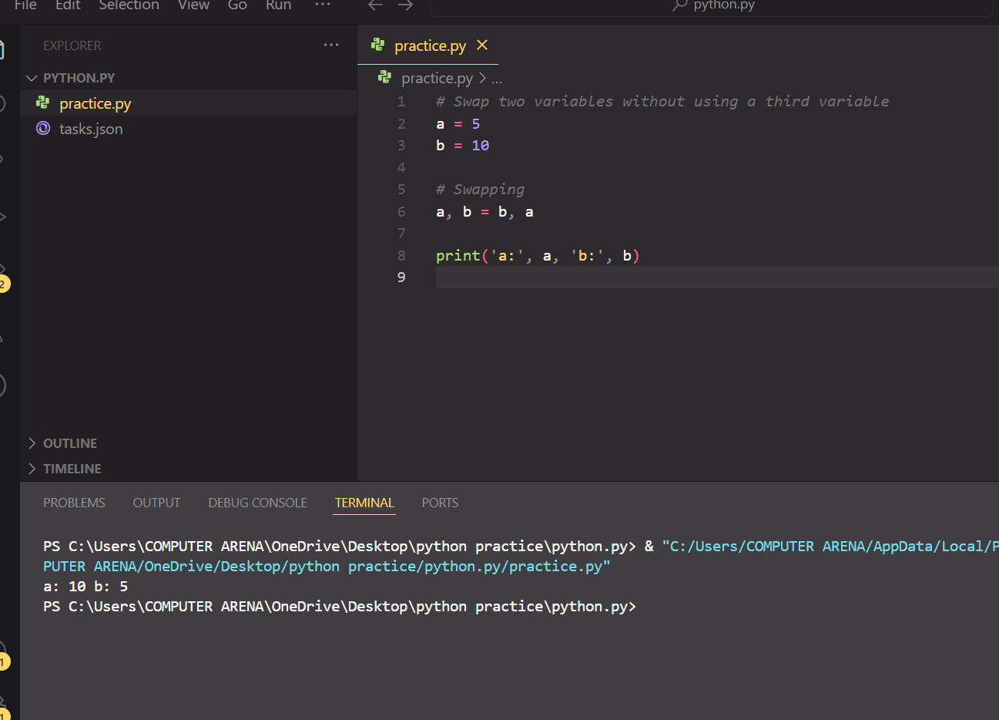 File Edit Selection View Go Run ··· python.py
EXPLORER ···
PYTHON.PY
practice.py
tasks.json
OUTLINE
TIMELINE
practice.py
practice.py > ...
1 # Swap two variables without using a third variable
2 a = 5
3 b = 10
4
5 # Swapping
6 a, b = b, a
7
8 print('a:', a, 'b:', b)
9
2
1
1
PROBLEMS OUTPUT DEBUG CONSOLE TERMINAL PORTS
PS C:\Users\COMPUTER ARENA\OneDrive\Desktop\python practice\python.py> & "C:/Users/COMPUTER ARENA/AppData/Local/P
PUTER ARENA/OneDrive/Desktop/python practice/python.py/practice.py"
a: 10 b: 5
PS C:\Users\COMPUTER ARENA\OneDrive\Desktop\python practice\python.py>